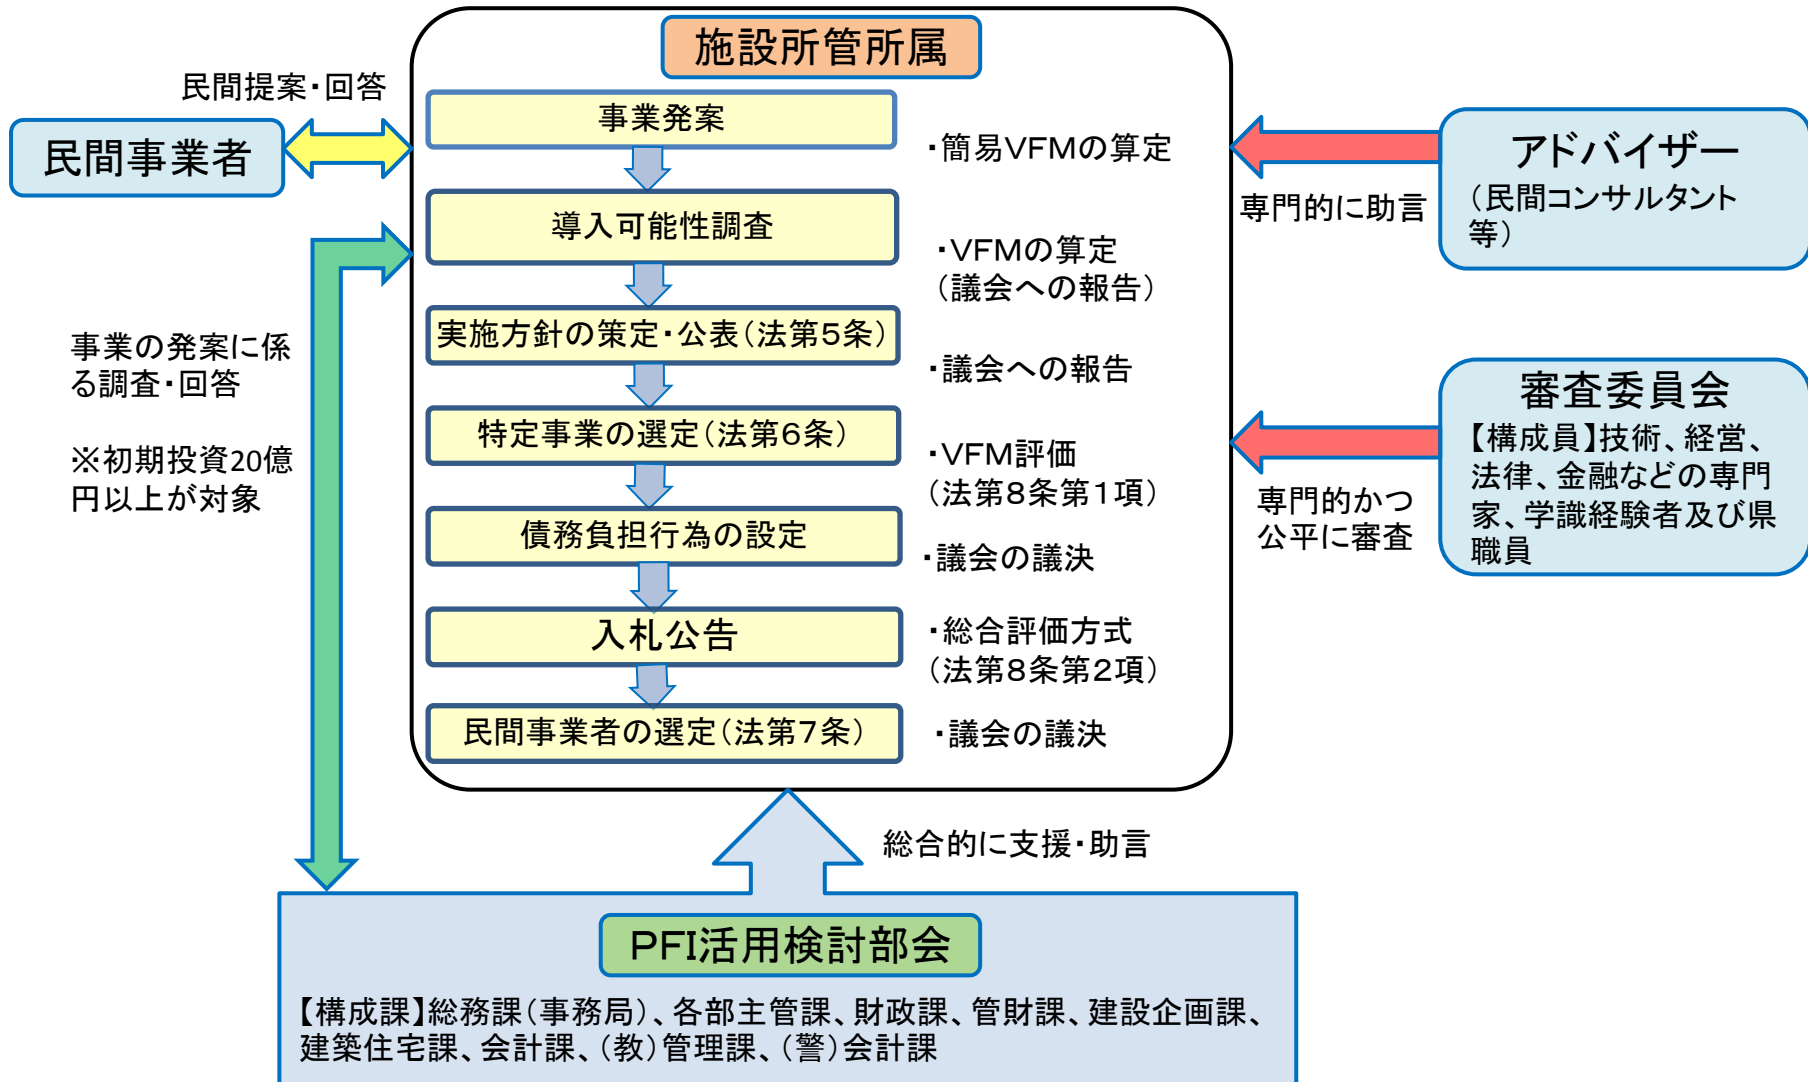 施設所管所属
民間提案・回答
民間事業者
事業発案
・簡易VFMの算定
導入可能性調査
・VFMの算定
（議会への報告）
実施方針の策定・公表（法第５条）
・議会への報告
特定事業の選定（法第６条）
・VFM評価
（法第８条第１項）
債務負担行為の設定
・議会の議決
入札公告
・総合評価方式
（法第８条第２項）
民間事業者の選定（法第７条）
・議会の議決
アドバイザー
（民間コンサルタント
等）
専門的に助言
審査委員会
【構成員】技術、経営、
法律、金融などの専門
家、学識経験者及び県
職員
専門的かつ
公平に審査
事業の発案に係
る調査・回答
※初期投資20億
円以上が対象
総合的に支援・助言
ＰＦＩ活用検討部会
【構成課】総務課（事務局）、各部主管課、財政課、管財課、建設企画課、
建築住宅課、会計課、（教）管理課、（警）会計課